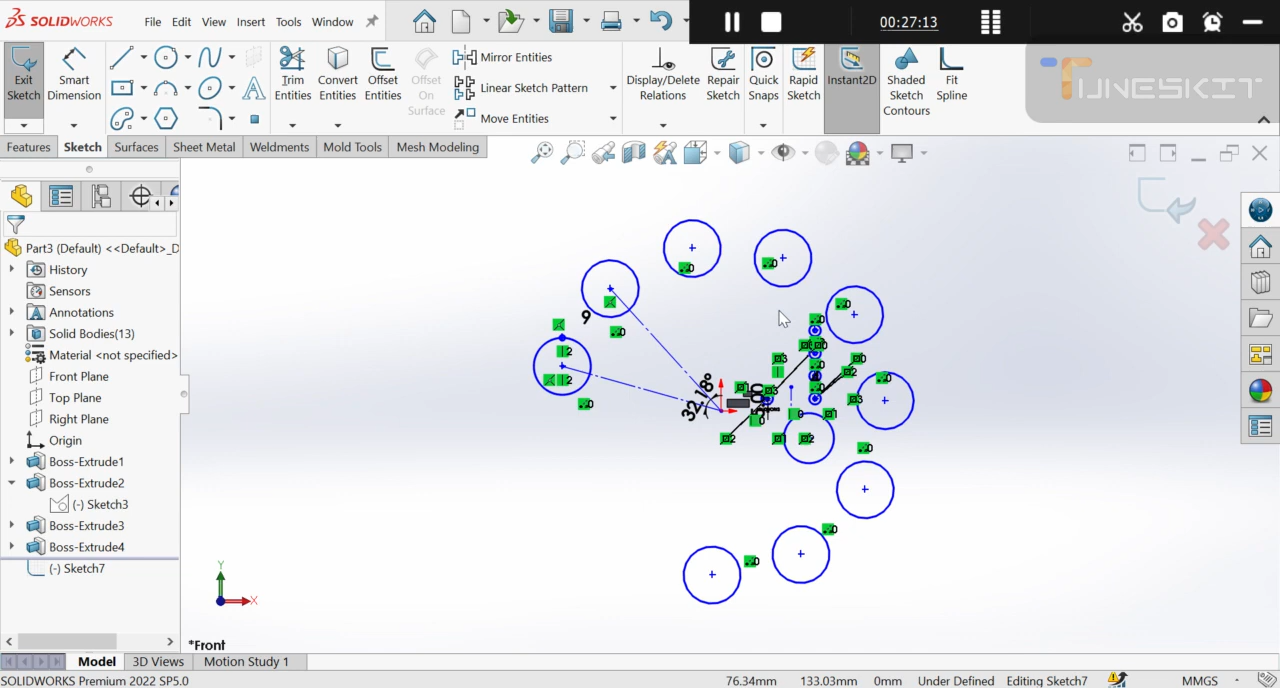 SOLIDWORKS File Edit View Insert Tools Window
00:27:13
TUNESKIT
Exit Sketch
Smart Dimension
Trim Entities
Convert Entities
Offset Entities
Offset On Surface
Mirror Entities
Linear Sketch Pattern
Move Entities
Display/Delete Relations
Repair Sketch
Quick Snaps
Rapid Sketch
Instant2D
Shaded Sketch Contours
Fit Spline
Features Sketch Surfaces Sheet Metal Weldments Mold Tools Mesh Modeling
Part3 (Default) <<Default>_D
History
Sensors
Annotations
Solid Bodies(13)
Material <not specified>
Front Plane
Top Plane
Right Plane
Origin
Boss-Extrude1
Boss-Extrude2
(-) Sketch3
Boss-Extrude3
Boss-Extrude4
(-) Sketch7
9
32.18°
Y
X
*Front
Model 3D Views Motion Study 1
SOLIDWORKS Premium 2022 SP5.0 76.34mm 133.03mm 0mm Under Defined Editing Sketch7 MMGS